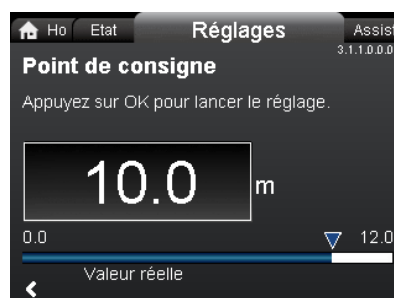 Ho Etat Réglages Assist
3.1.1.0.0.0
Point de consigne
Appuyez sur OK pour lancer le réglage.
10.0 m
0.0 12.0
Valeur réelle